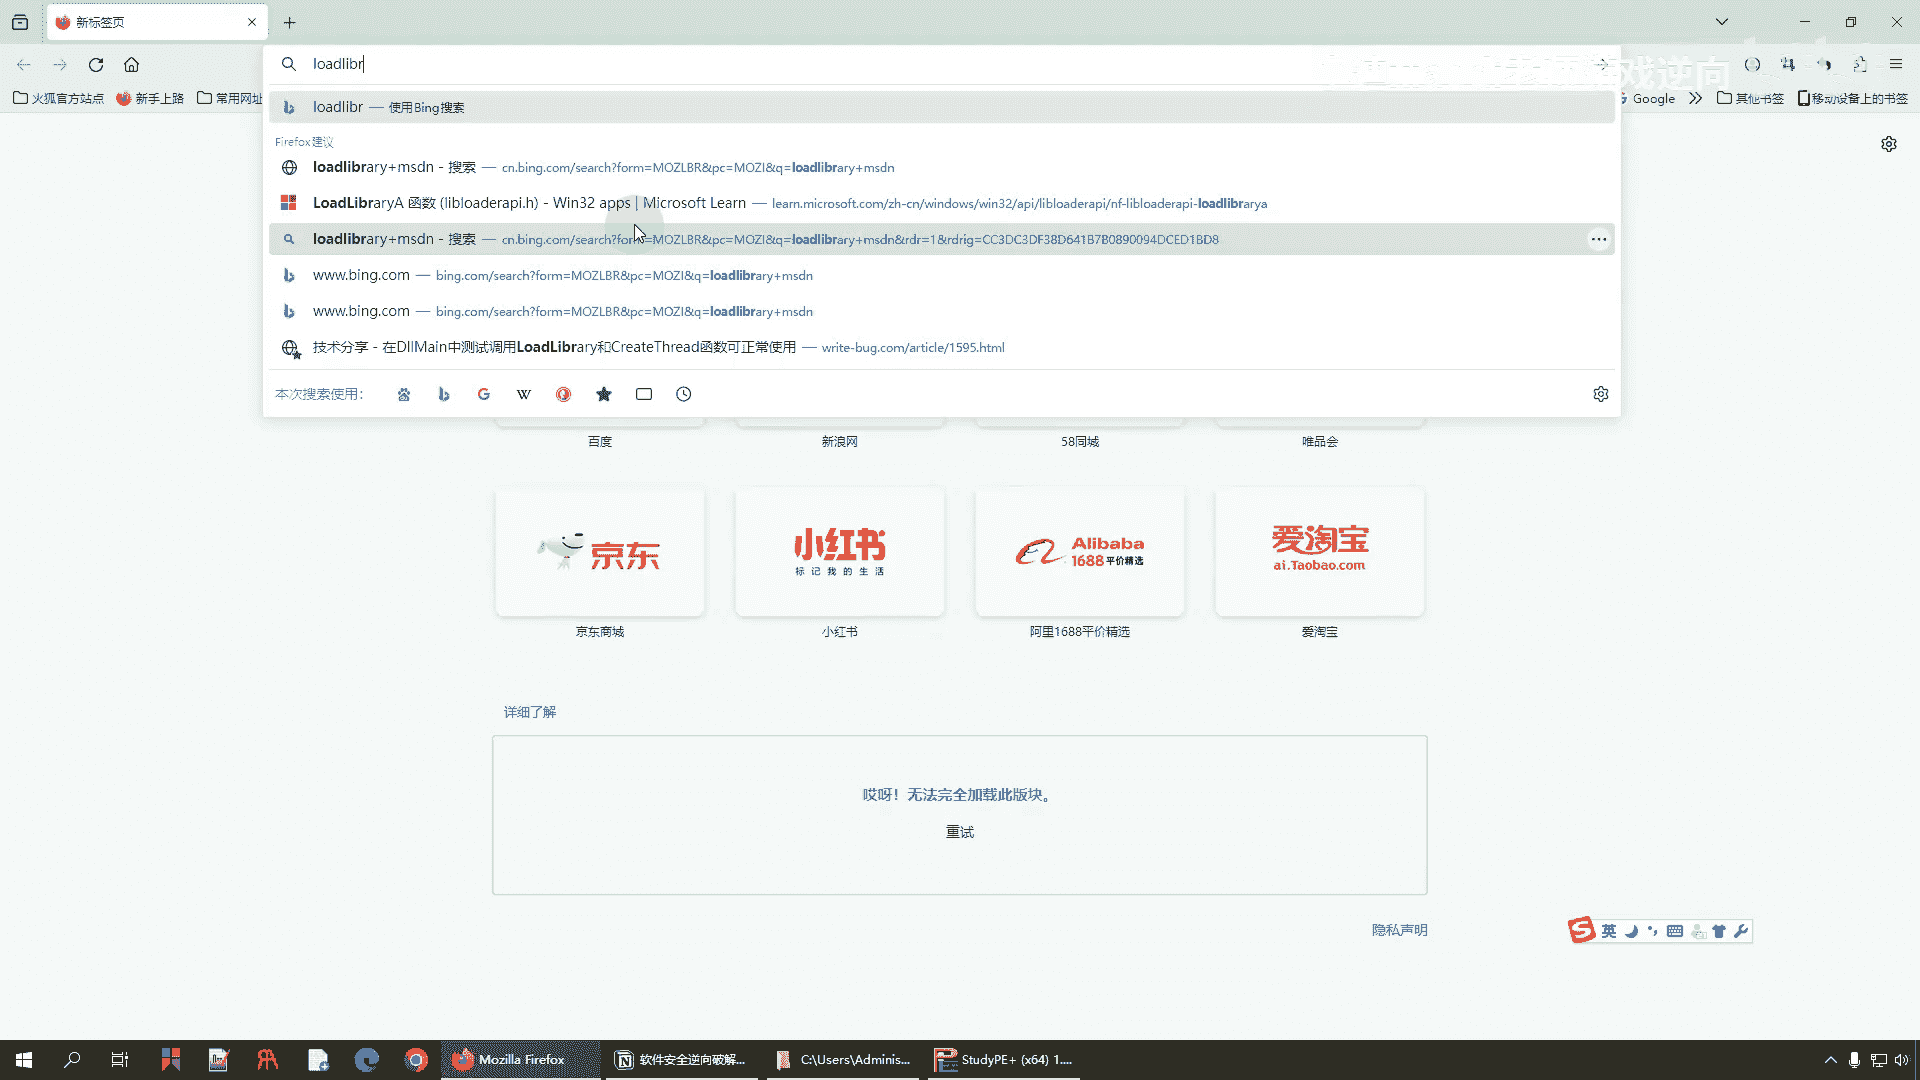 新标签页
loadlibr
戏逆向
火狐官方站点
新手上路
常用网址
Google
其他书签
移动设备上的书签
loadlibr — 使用Bing搜索
Firefox建议
loadlibrary+msdn - 搜索 — cn.bing.com/search?form=MOZLBR&pc=MOZI&q=loadlibrary+msdn
LoadLibraryA 函数 (libloaderapi.h) - Win32 apps | Microsoft Learn — learn.microsoft.com/zh-cn/windows/win32/api/libloaderapi/nf-libloaderapi-loadlibrarya
loadlibrary+msdn - 搜索 — cn.bing.com/search?form=MOZLBR&pc=MOZI&q=loadlibrary+msdn&rdr=1&rdrig=CC3DC3DF38D641B7B0890094DCED1BD8
www.bing.com — bing.com/search?form=MOZLBR&pc=MOZI&q=loadlibrary+msdn
www.bing.com — bing.com/search?form=MOZLBR&pc=MOZI&q=loadlibrary+msdn
技术分享 - 在DllMain中测试调用LoadLibrary和CreateThread函数可正常使用 — write-bug.com/article/1595.html
本次搜索使用:
百度
新浪网
58同城
唯品会
京东
小红书
标记我的生活
Alibaba
1688平价精选
爱淘宝
ai.Taobao.com
京东商城
小红书
阿里1688平价精选
爱淘宝
详细了解
哎呀！无法完全加载此版块。
重试
隐私声明
英
Mozilla Firefox
软件安全逆向破解...
C:\Users\Adminis...
StudyPE+ (x64) 1....